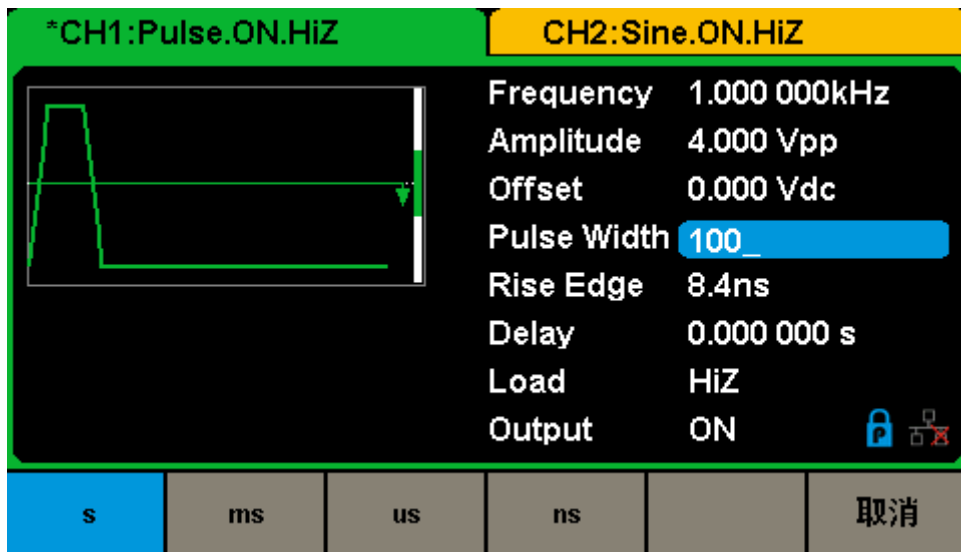 *CH1:Pulse.ON.HiZ CH2:Sine.ON.HiZ
Frequency 1.000 000kHz
Amplitude 4.000 Vpp
Offset 0.000 Vdc
Pulse Width 100_
Rise Edge 8.4ns
Delay 0.000 000 s
Load HiZ
Output ON P
s ms us ns 取消